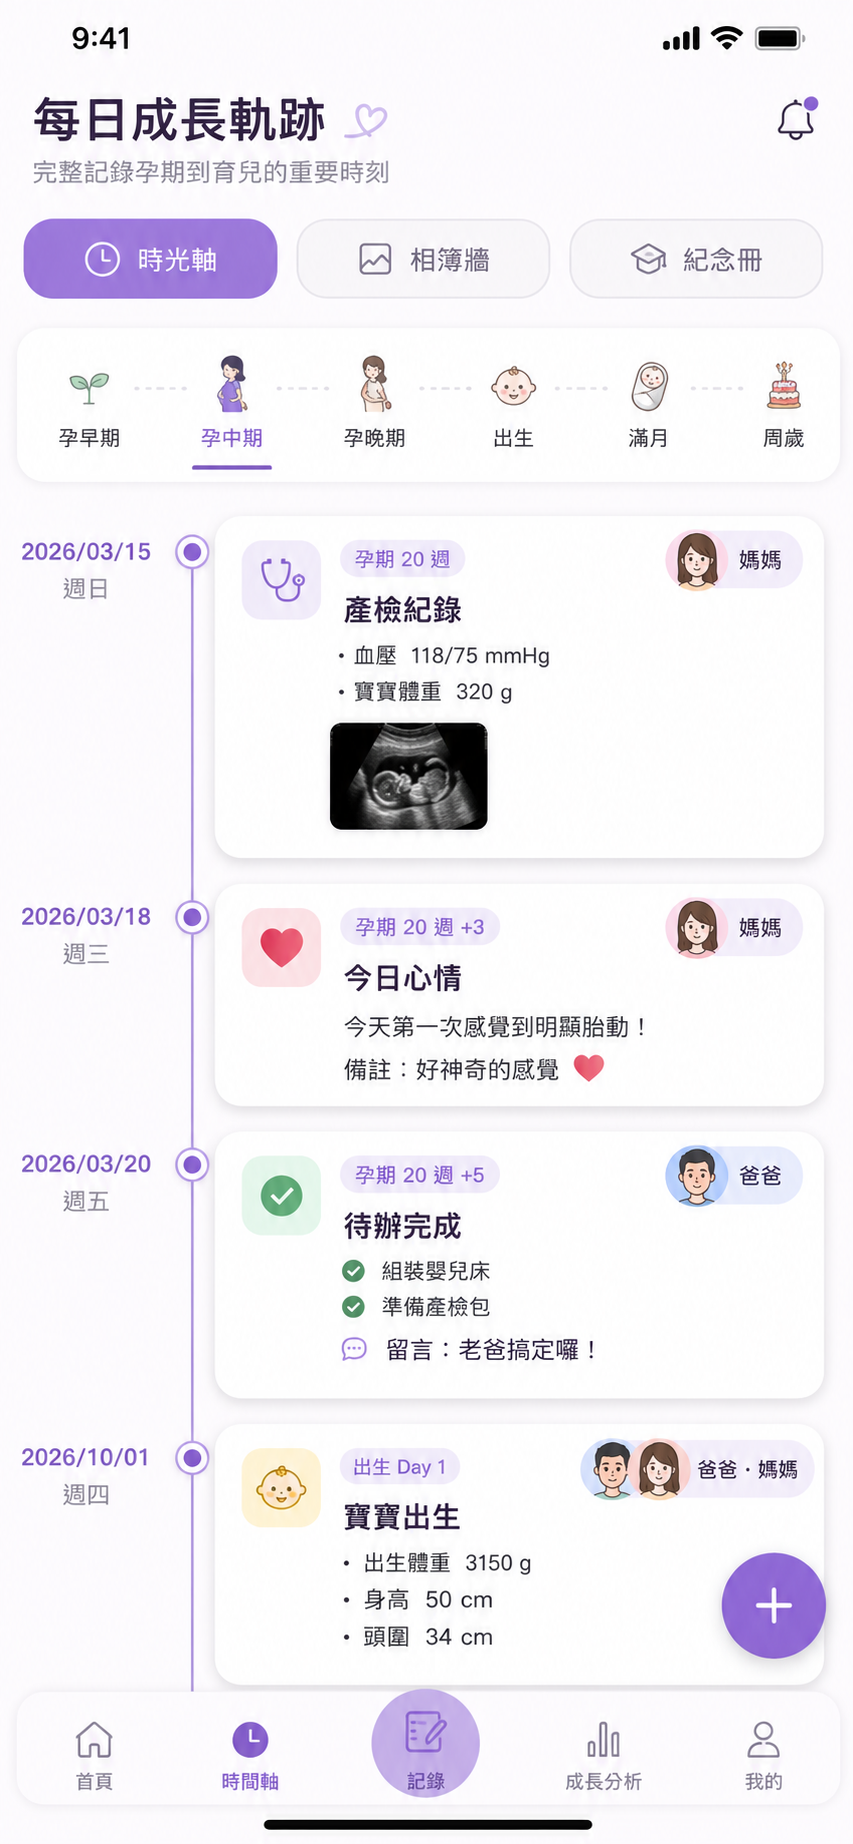 9:41
每日成長軌跡
完整記錄孕期到育兒的重要時刻
時光軸
相簿牆
紀念冊
孕早期
孕中期
孕晚期
出生
滿月
周歲
2026/03/15
週日
孕期 20 週
媽媽
產檢紀錄
• 血壓 118/75 mmHg
• 寶寶體重 320 g
2026/03/18
週三
孕期 20 週 +3
媽媽
今日心情
今天第一次感覺到明顯胎動！
備註：好神奇的感覺
2026/03/20
週五
孕期 20 週 +5
爸爸
待辦完成
組裝嬰兒床
準備產檢包
留言：老爸搞定囉！
2026/10/01
週四
出生 Day 1
爸爸 · 媽媽
寶寶出生
• 出生體重 3150 g
• 身高 50 cm
• 頭圍 34 cm
首頁
時間軸
記錄
成長分析
我的